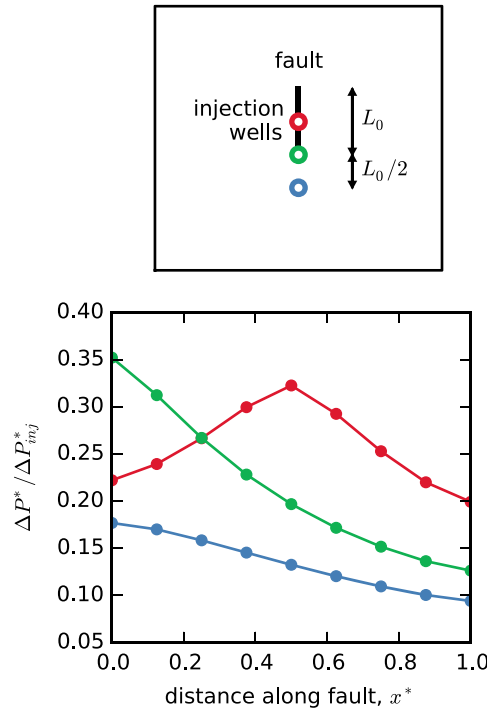 fault
injection
wells
L₀
L₀/2
0.40
0.35
0.30
0.25
0.20
0.15
0.10
0.05
ΔP*/ΔP*inj
0.0 0.2 0.4 0.6 0.8 1.0
distance along fault, x*